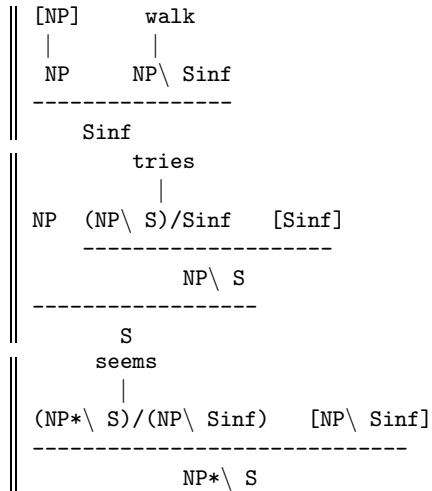 [NP] walk
| |
NP NP\ Sinf
-----------------
Sinf
tries
|
NP (NP\ S)/Sinf [Sinf]
---------------------
NP\ S
-------------------
S
seems
|
(NP*\ S)/(NP\ Sinf) [NP\ Sinf]
--------------------------------
NP*\ S